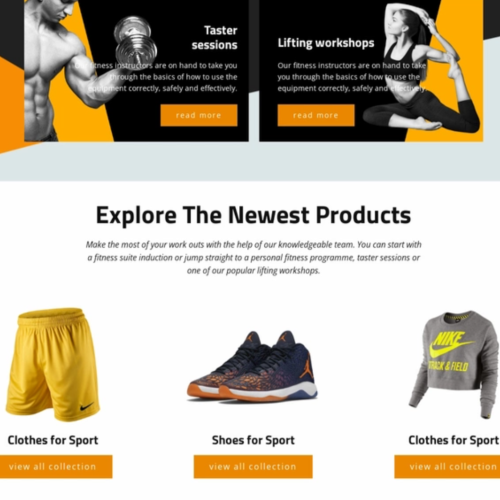 Taster
sessions
Our fitness instructors are on hand to take you
through the basics of how to use the
equipment correctly, safely and effectively.
read more
Lifting workshops
Our fitness instructors are on hand to take
you through the basics of how to use the
equipment correctly, safely and effectively.
read more
Explore The Newest Products
Make the most of your work outs with the help of our knowledgeable team. You can start with
a fitness suite induction or jump straight to a personal fitness programme, taster sessions or
one of our popular lifting workshops.
NIKE
TRACK & FIELD
Clothes for Sport
Shoes for Sport
Clothes for Sport
view all collection
view all collection
view all collection